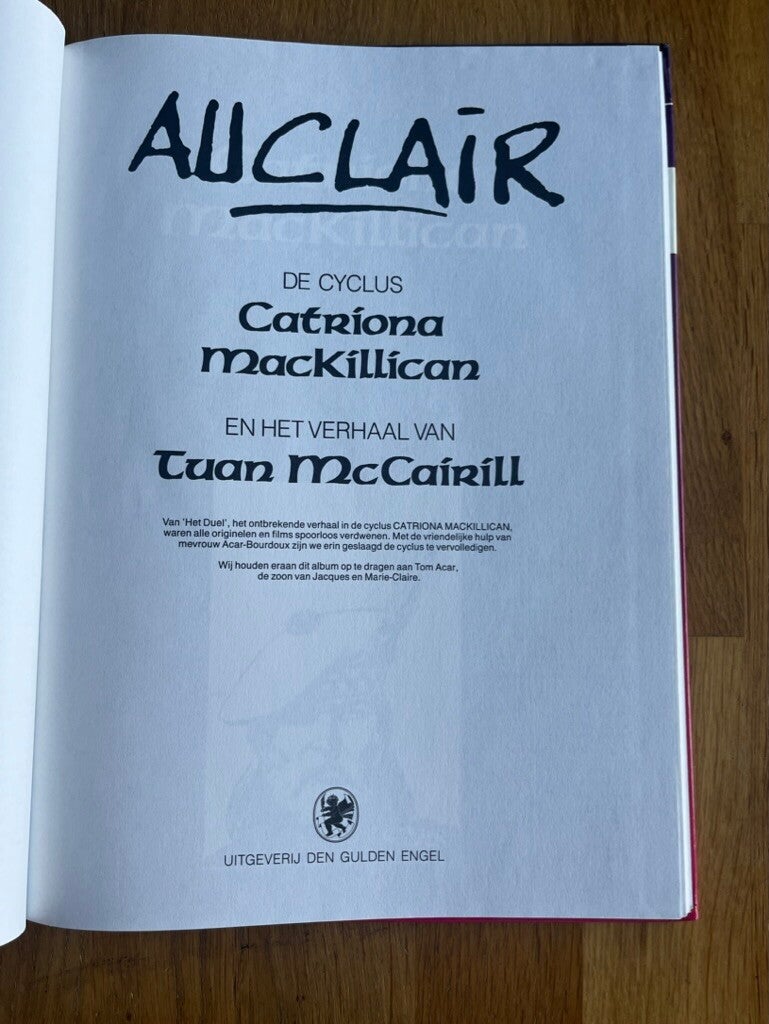 AUCLAIR
DE CYCLUS
Catriona
MacKillican
EN HET VERHAAL VAN
Tuan McCairill
Van 'Het Duel', het ontbrekende verhaal in de cyclus CATRIONA MACKILLICAN,
waren alle originelen en films spoorloos verdwenen. Met de vriendelijke hulp van
mevrouw Acar-Bourdoux zijn we erin geslaagd de cyclus te vervolledigen.
Wij houden eraan dit album op te dragen aan Tom Acar,
de zoon van Jacques en Marie-Claire.
UITGEVERIJ DEN GULDEN ENGEL